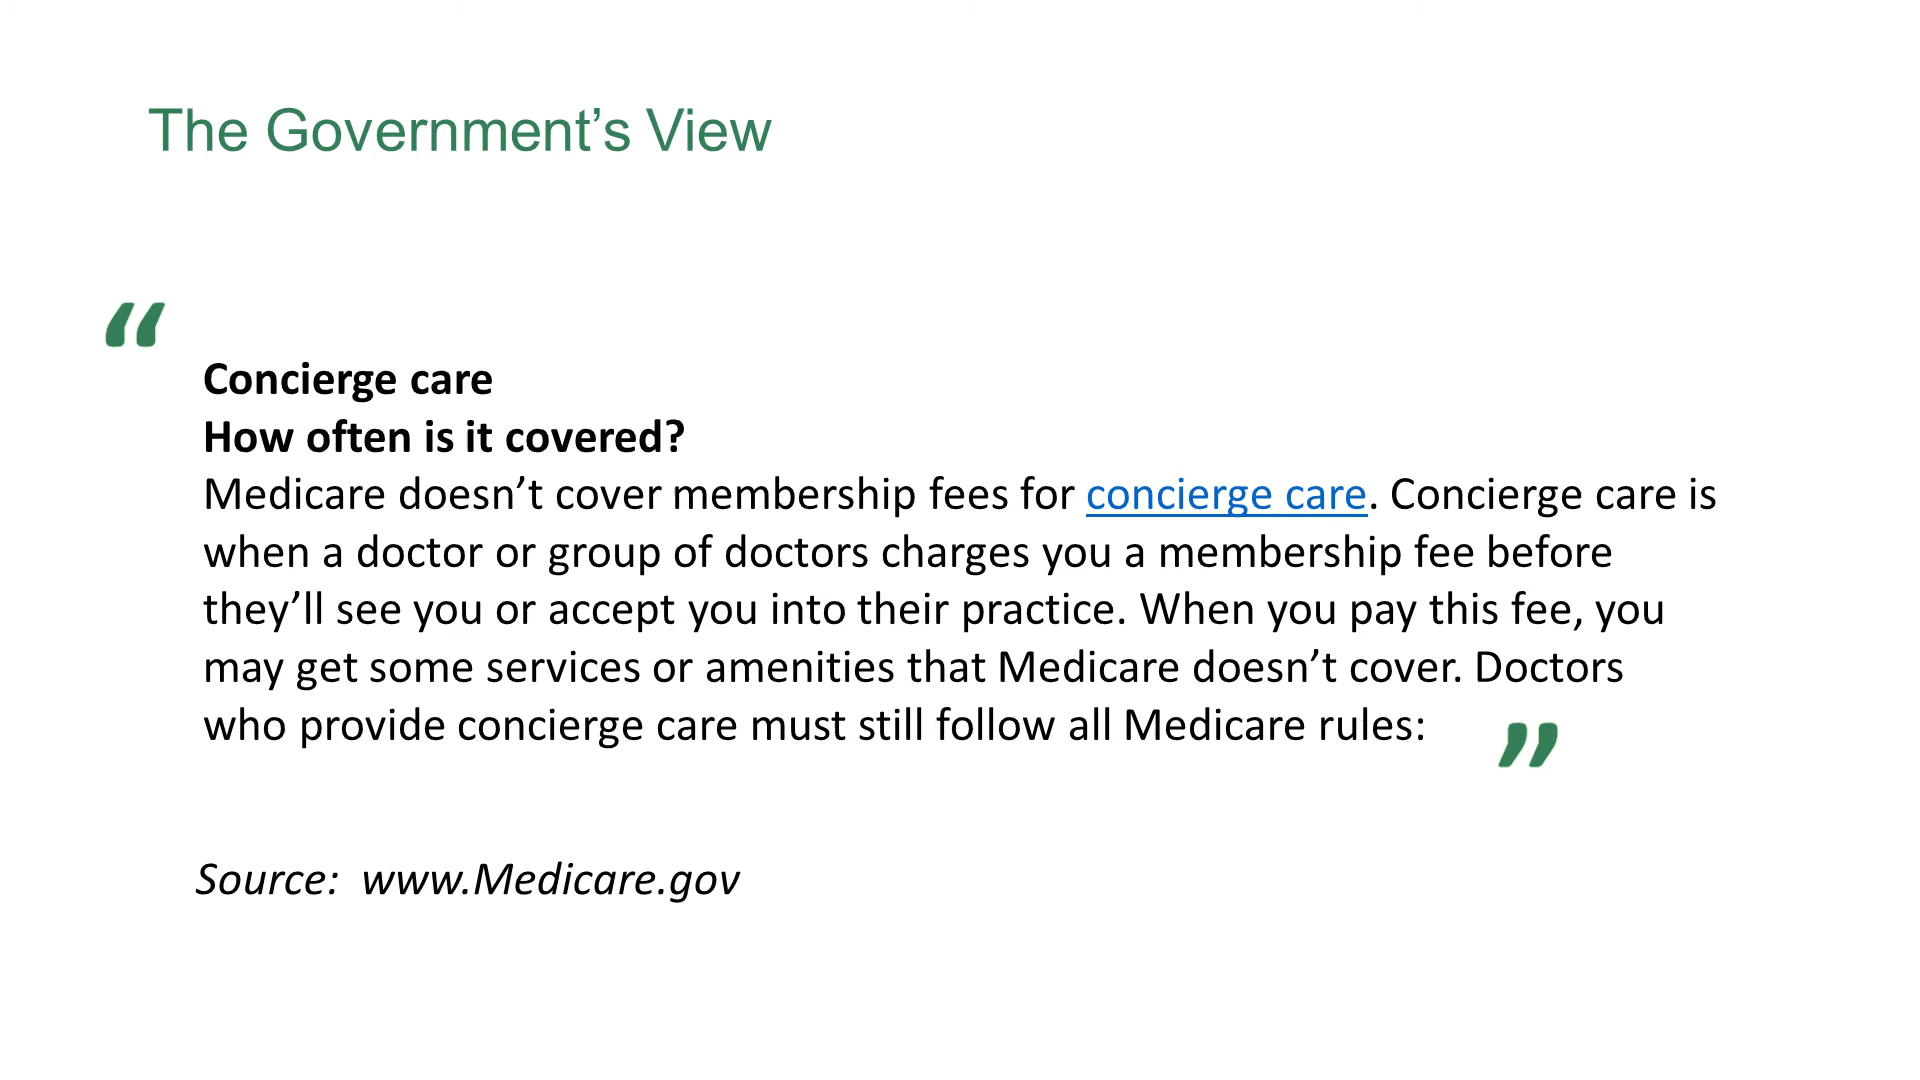 The Government’s View
“
Concierge care
How often is it covered?
Medicare doesn’t cover membership fees for concierge care. Concierge care is
when a doctor or group of doctors charges you a membership fee before
they’ll see you or accept you into their practice. When you pay this fee, you
may get some services or amenities that Medicare doesn’t cover. Doctors
who provide concierge care must still follow all Medicare rules:
”
Source:  www.Medicare.gov